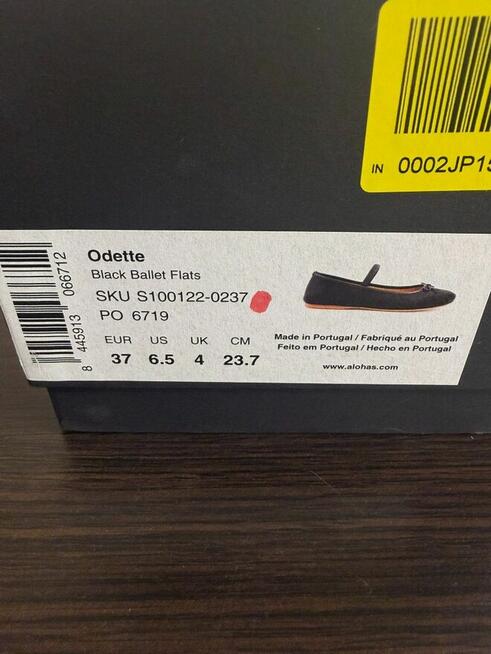 IN 0002JP15
8 445913 066712
Odette
Black Ballet Flats
SKU S100122-0237
PO 6719
EUR US UK CM
37 6.5 4 23.7
Made in Portugal / Fabriqué au Portugal
Feito em Portugal / Hecho en Portugal
www.alohas.com